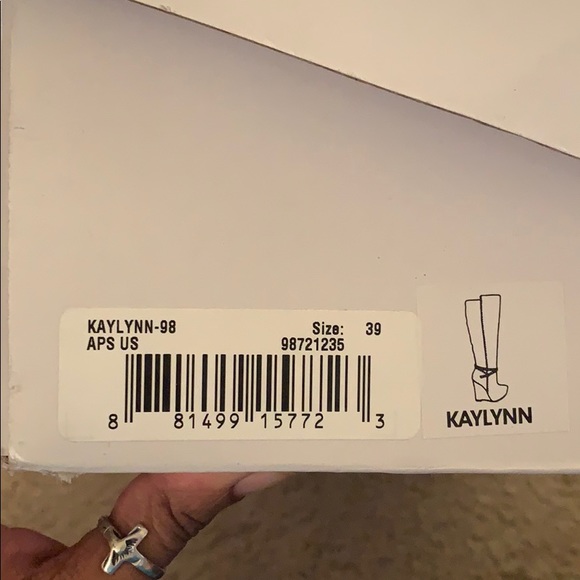 KAYLYNN-98 Size: 39
APS US 98721235
8 81499 15772 3
KAYLYNN